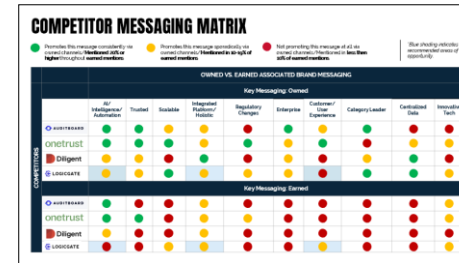 COMPETITOR MESSAGING MATRIX
Promotes this message consistently via
owned channels/Mentioned 20% or
higher throughout earned mentions
Promotes this message sporadically via
owned channels/Mentioned in 10-19% of
earned mentions
Not promoting this message at all via
owned channels/Mentioned in less than
10% of earned mentions
*Blue shading indicates
recommended areas of
opportunity
OWNED VS. EARNED ASSOCIATED BRAND MESSAGING
Key Messaging: Owned
AI/
Intelligence/
Automation
Trusted
Scalable
Integrated
Platform/
Holistic
Regulatory
Changes
Enterprise
Customer/
User
Experience
Category Leader
Centralized
Data
Innovativ
Tech
COMPETITORS
AUDITBOARD
onetrust
Diligent
LOGICGATE
Key Messaging: Earned
AUDITBOARD
onetrust
Diligent
LOGICGATE